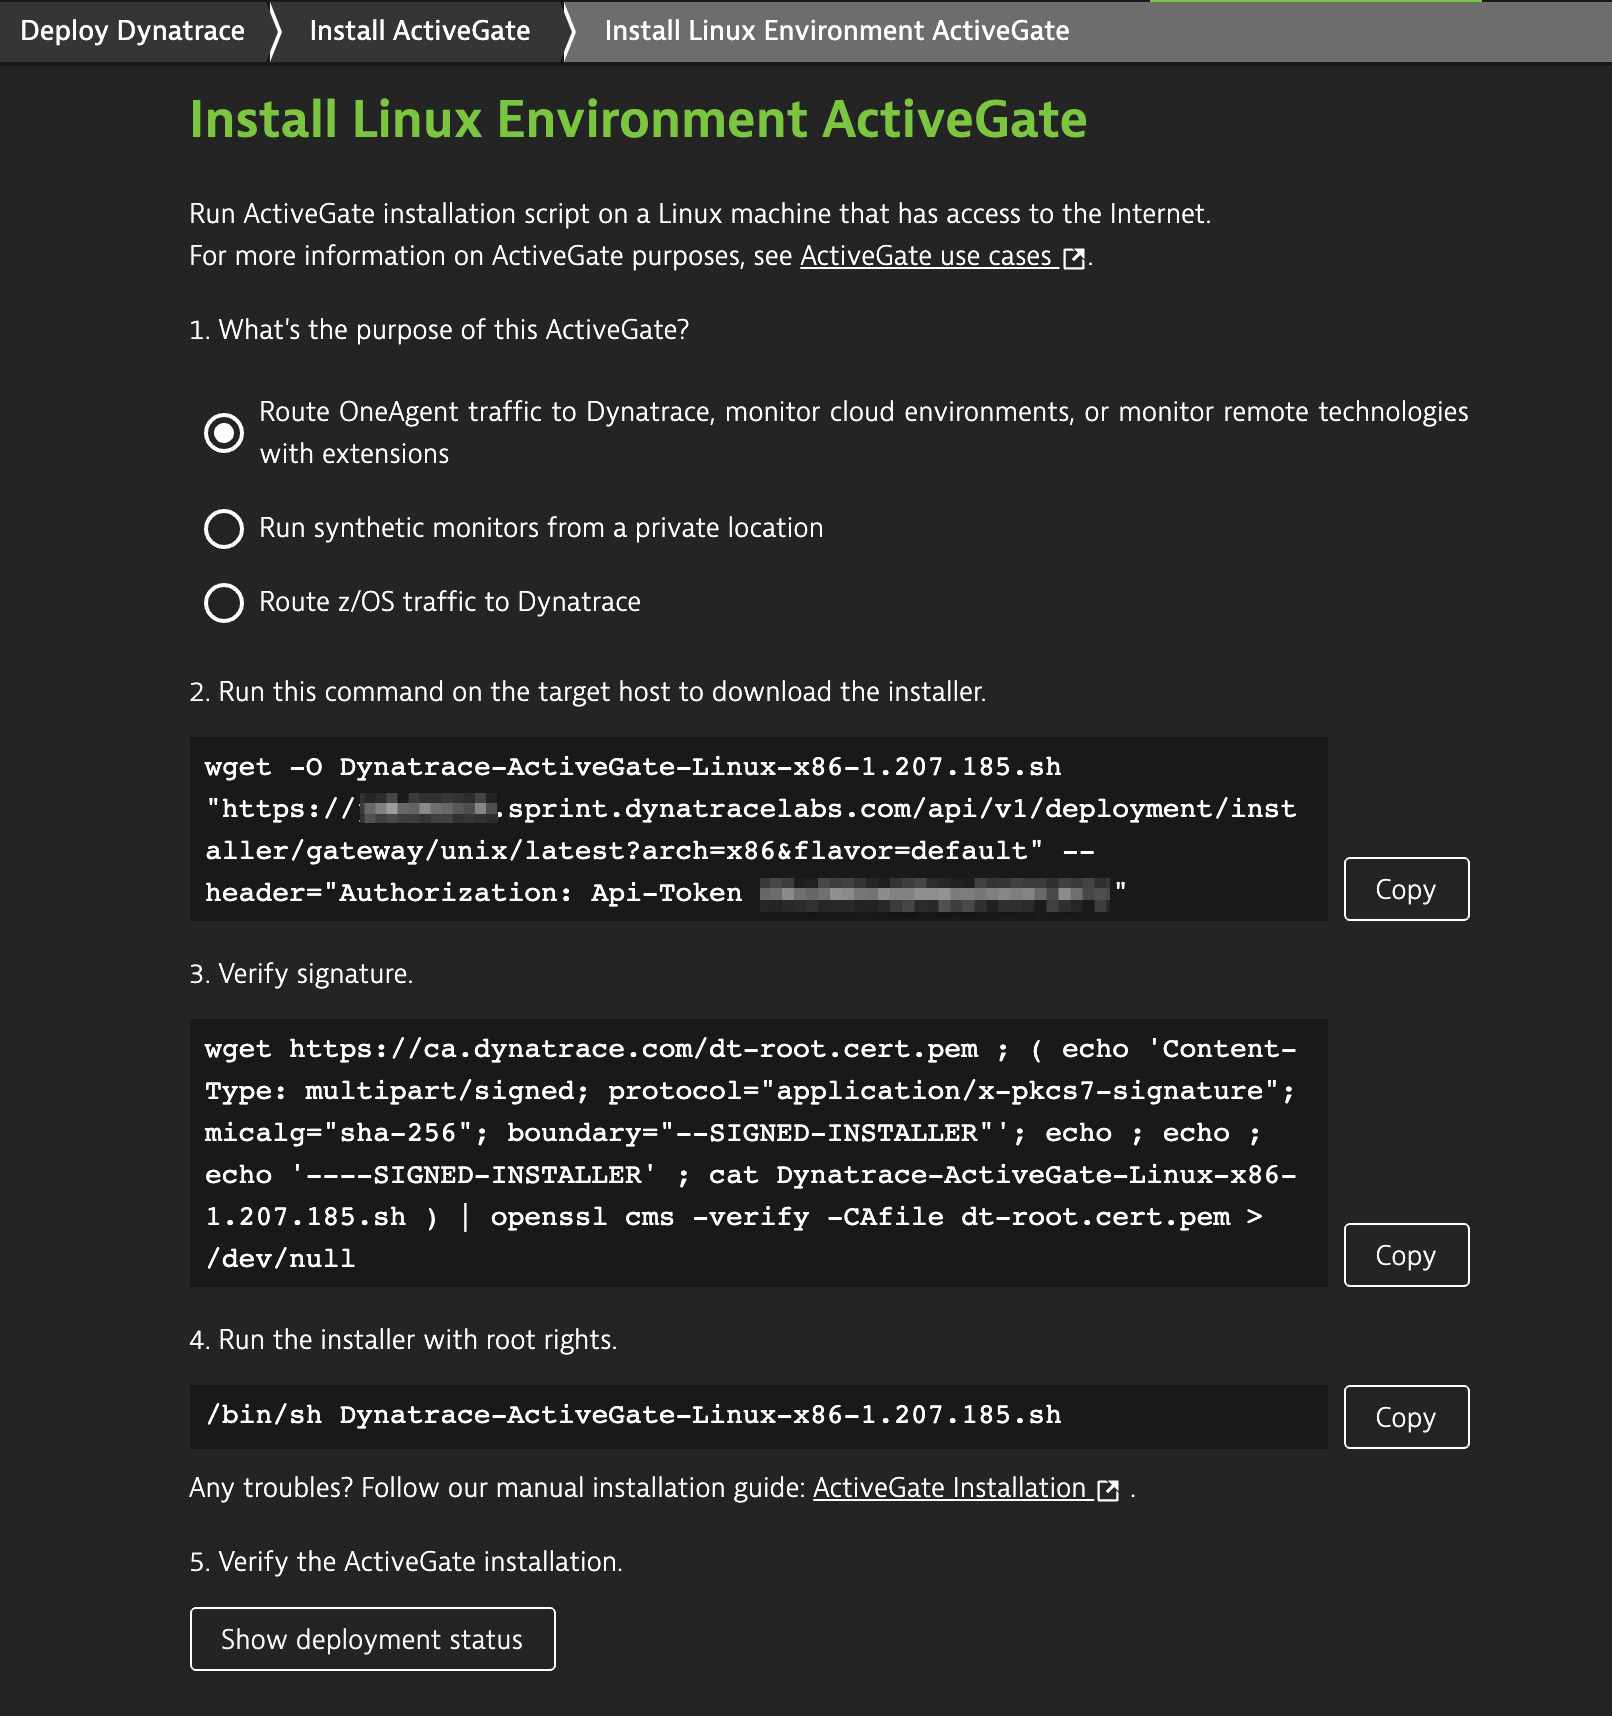 Deploy Dynatrace
Install ActiveGate
Install Linux Environment ActiveGate
Install Linux Environment ActiveGate
Run ActiveGate installation script on a Linux machine that has access to the Internet.
For more information on ActiveGate purposes, see ActiveGate use cases .
1. What's the purpose of this ActiveGate?
Route OneAgent traffic to Dynatrace, monitor cloud environments, or monitor remote technologies
with extensions
Run synthetic monitors from a private location
Route z/OS traffic to Dynatrace
2. Run this command on the target host to download the installer.
wget -O Dynatrace-ActiveGate-Linux-x86-1.207.185.sh
"https:// .sprint.dynatracelabs.com/api/v1/deployment/inst
aller/gateway/unix/latest?arch=x86&flavor=default" --
header="Authorization: Api-Token "
Copy
3. Verify signature.
wget https://ca.dynatrace.com/dt-root.cert.pem ; ( echo 'Content-
Type: multipart/signed; protocol="application/x-pkcs7-signature";
micalg="sha-256"; boundary="--SIGNED-INSTALLER"'; echo ; echo ;
echo '----SIGNED-INSTALLER' ; cat Dynatrace-ActiveGate-Linux-x86-
1.207.185.sh ) | openssl cms -verify -CAfile dt-root.cert.pem >
/dev/null
Copy
4. Run the installer with root rights.
/bin/sh Dynatrace-ActiveGate-Linux-x86-1.207.185.sh
Copy
Any troubles? Follow our manual installation guide: ActiveGate Installation .
5. Verify the ActiveGate installation.
Show deployment status